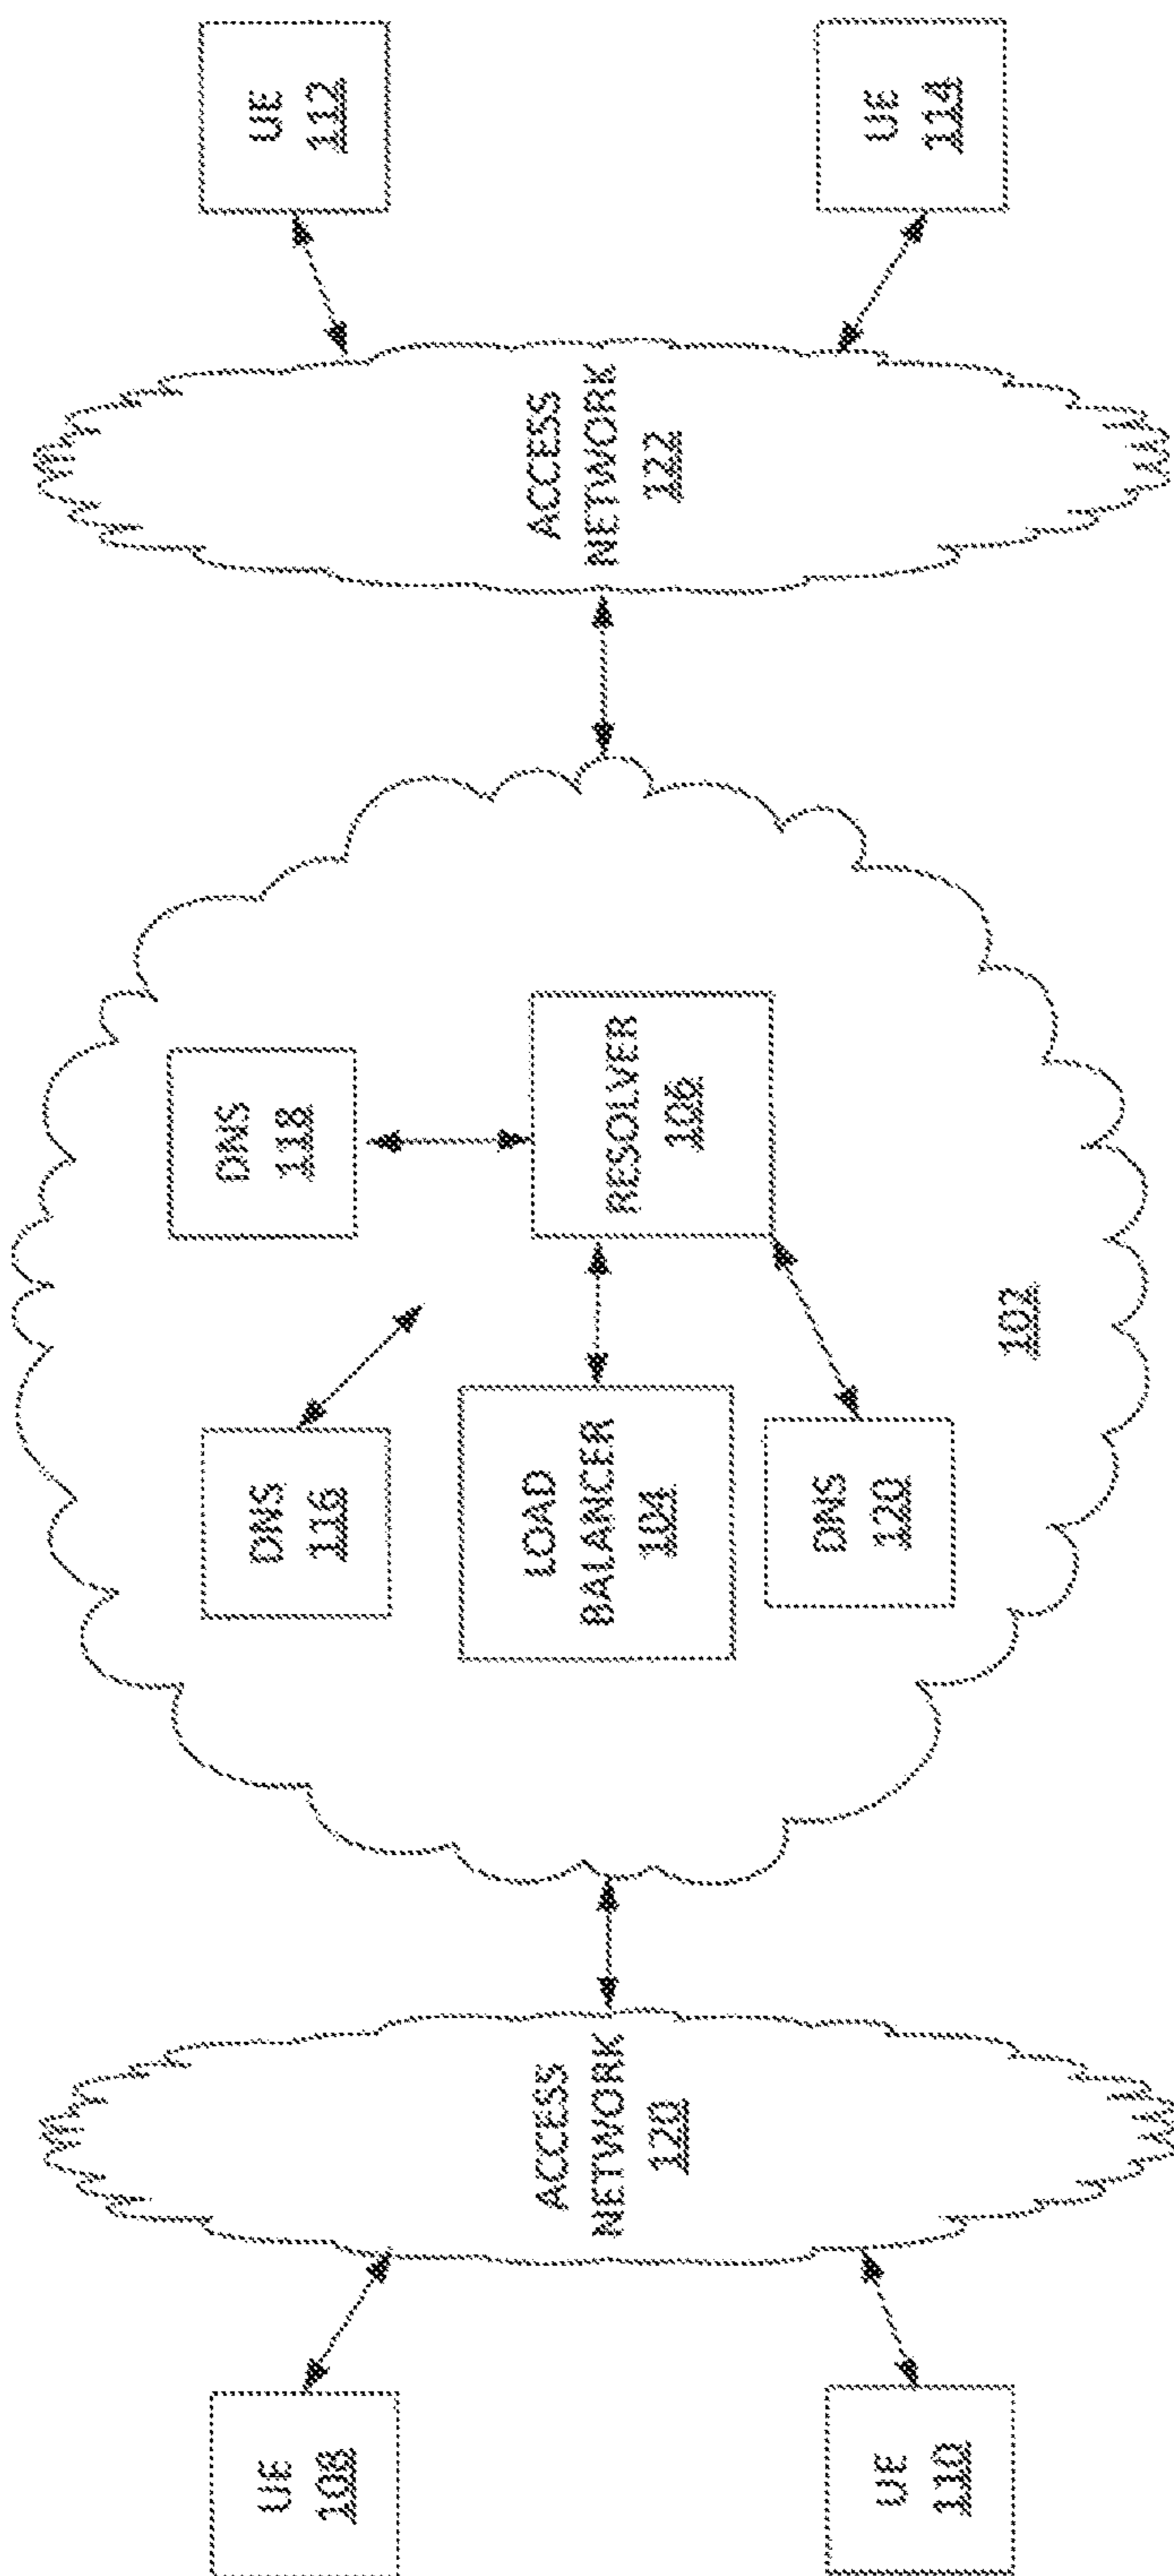 UE
108
UE
110
ACCESS
NETWORK
120
DNS
116
LOAD
BALANCER
104
DNS
120
DNS
118
RESOLVER
106
102
ACCESS
NETWORK
122
UE
112
UE
114